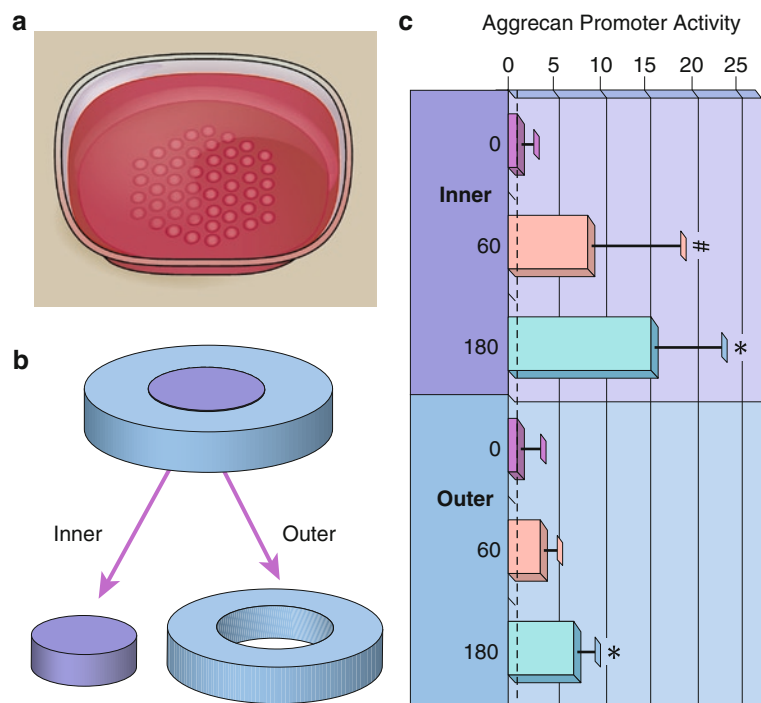 a
b
Inner
Outer
c
Aggrecan Promoter Activity
0 5 10 15 20 25
0
Inner
60
#
180
*
0
Outer
60
180
*